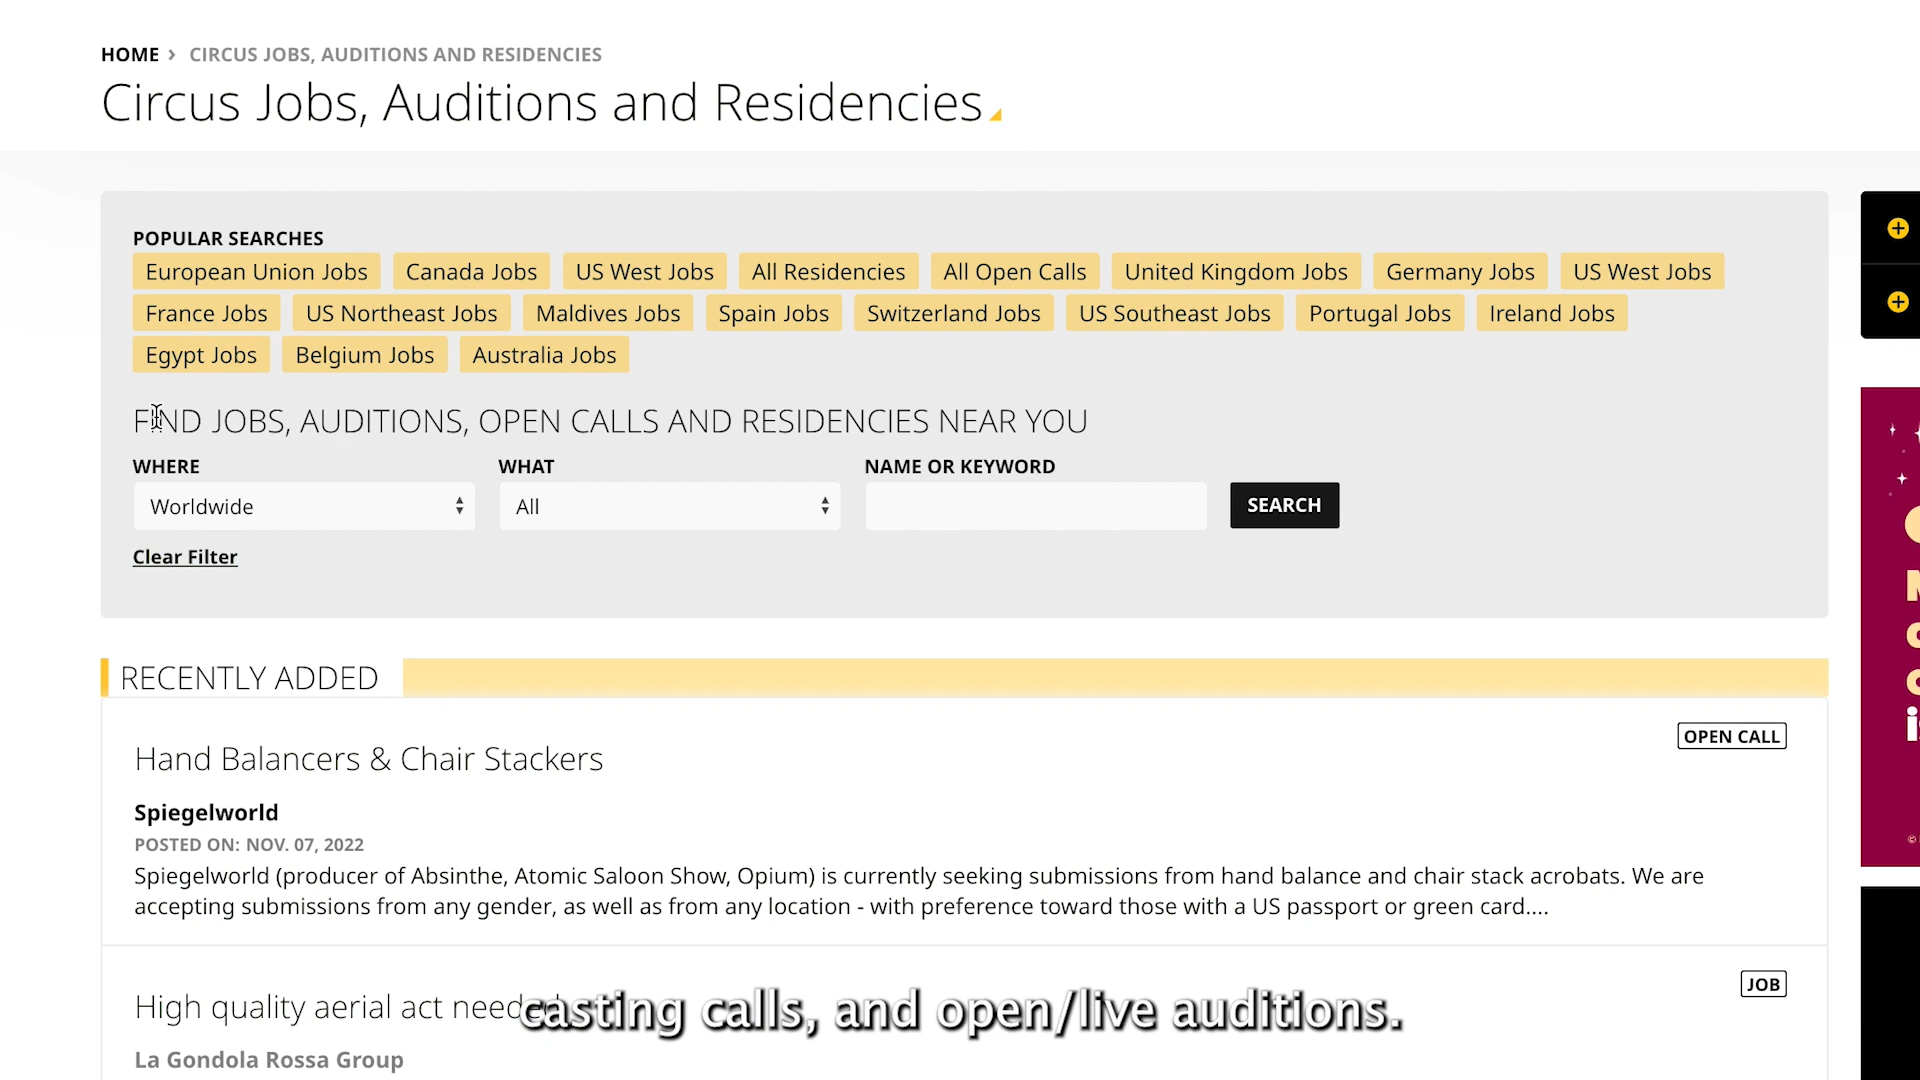 HOME › CIRCUS JOBS, AUDITIONS AND RESIDENCIES
Circus Jobs, Auditions and Residencies
POPULAR SEARCHES
European Union Jobs Canada Jobs US West Jobs All Residencies All Open Calls United Kingdom Jobs Germany Jobs US West Jobs
France Jobs US Northeast Jobs Maldives Jobs Spain Jobs Switzerland Jobs US Southeast Jobs Portugal Jobs Ireland Jobs
Egypt Jobs Belgium Jobs Australia Jobs
FIND JOBS, AUDITIONS, OPEN CALLS AND RESIDENCIES NEAR YOU
WHERE WHAT NAME OR KEYWORD
Worldwide All SEARCH
Clear Filter
RECENTLY ADDED
OPEN CALL
Hand Balancers & Chair Stackers
Spiegelworld
POSTED ON: NOV. 07, 2022
Spiegelworld (producer of Absinthe, Atomic Saloon Show, Opium) is currently seeking submissions from hand balance and chair stack acrobats. We are
accepting submissions from any gender, as well as from any location - with preference toward those with a US passport or green card....
JOB
High quality aerial act
casting calls, and open/live auditions.
La Gondola Rossa Group